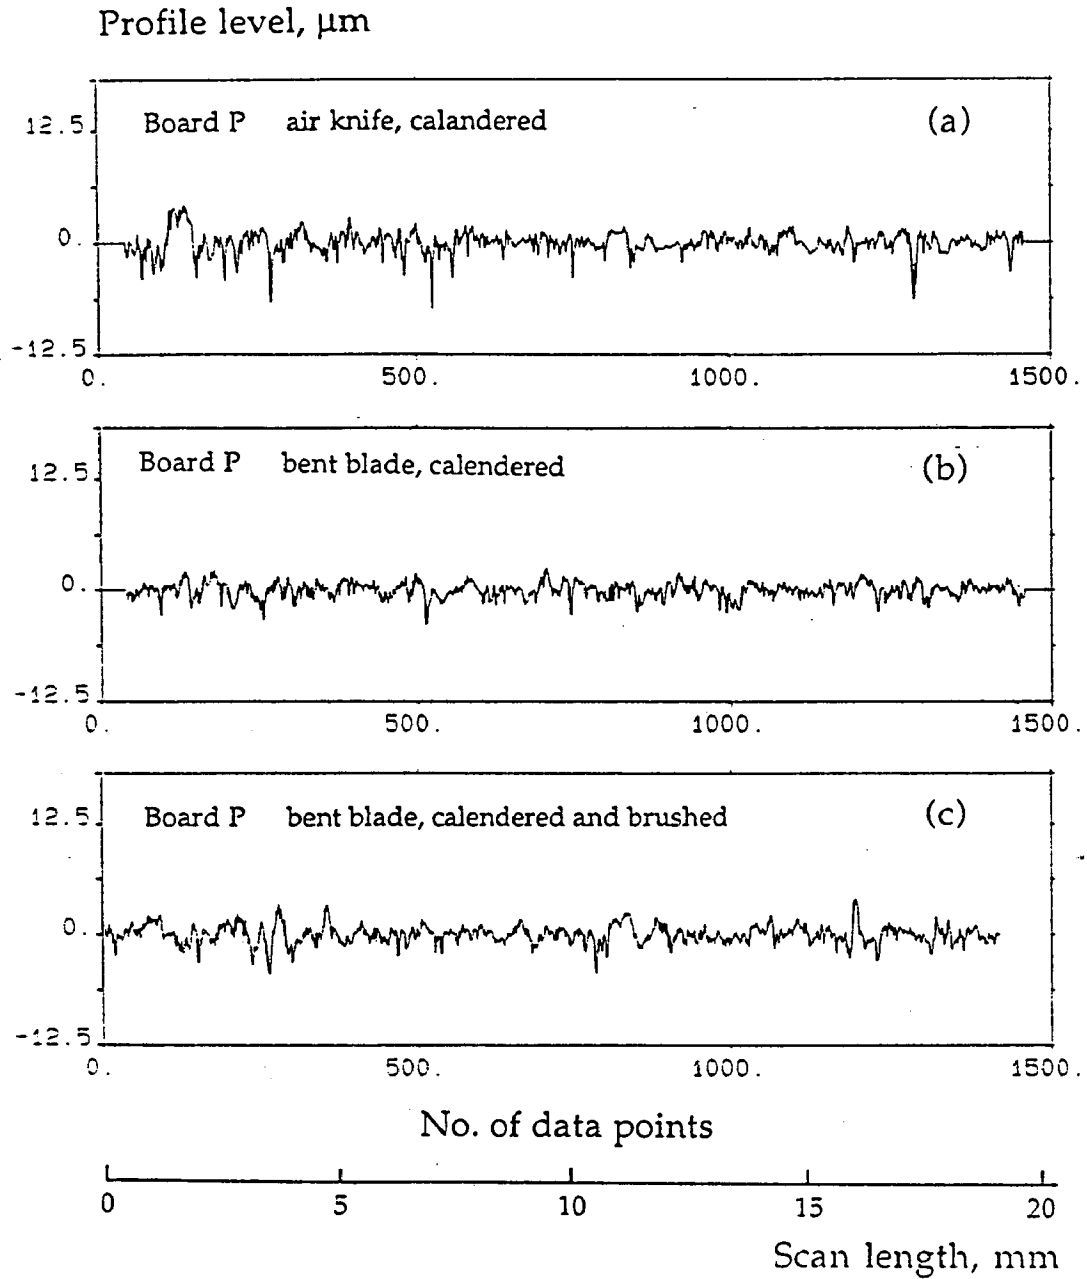 Profile level, µm
Board P air knife, calandered (a)
12.5
0.
-12.5
0. 500. 1000. 1500.
Board P bent blade, calendered (b)
12.5
0.
-12.5
0. 500. 1000. 1500.
Board P bent blade, calendered and brushed (c)
12.5
0.
-12.5
0. 500. 1000. 1500.
No. of data points
0 5 10 15 20
Scan length, mm